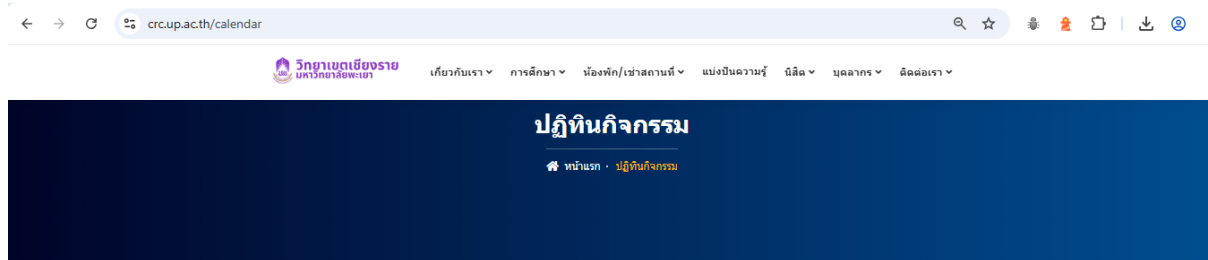 crc.up.ac.th/calendar
วิทยาเขตเชียงราย
มหาวิทยาลัยพะเยา
เกี่ยวกับเรา การศึกษา ห้องพัก/เช่าสถานที่ แบ่งปันความรู้ นิสิต บุคลากร ติดต่อเรา
ปฏิทินกิจกรรม
หน้าแรก · ปฏิทินกิจกรรม